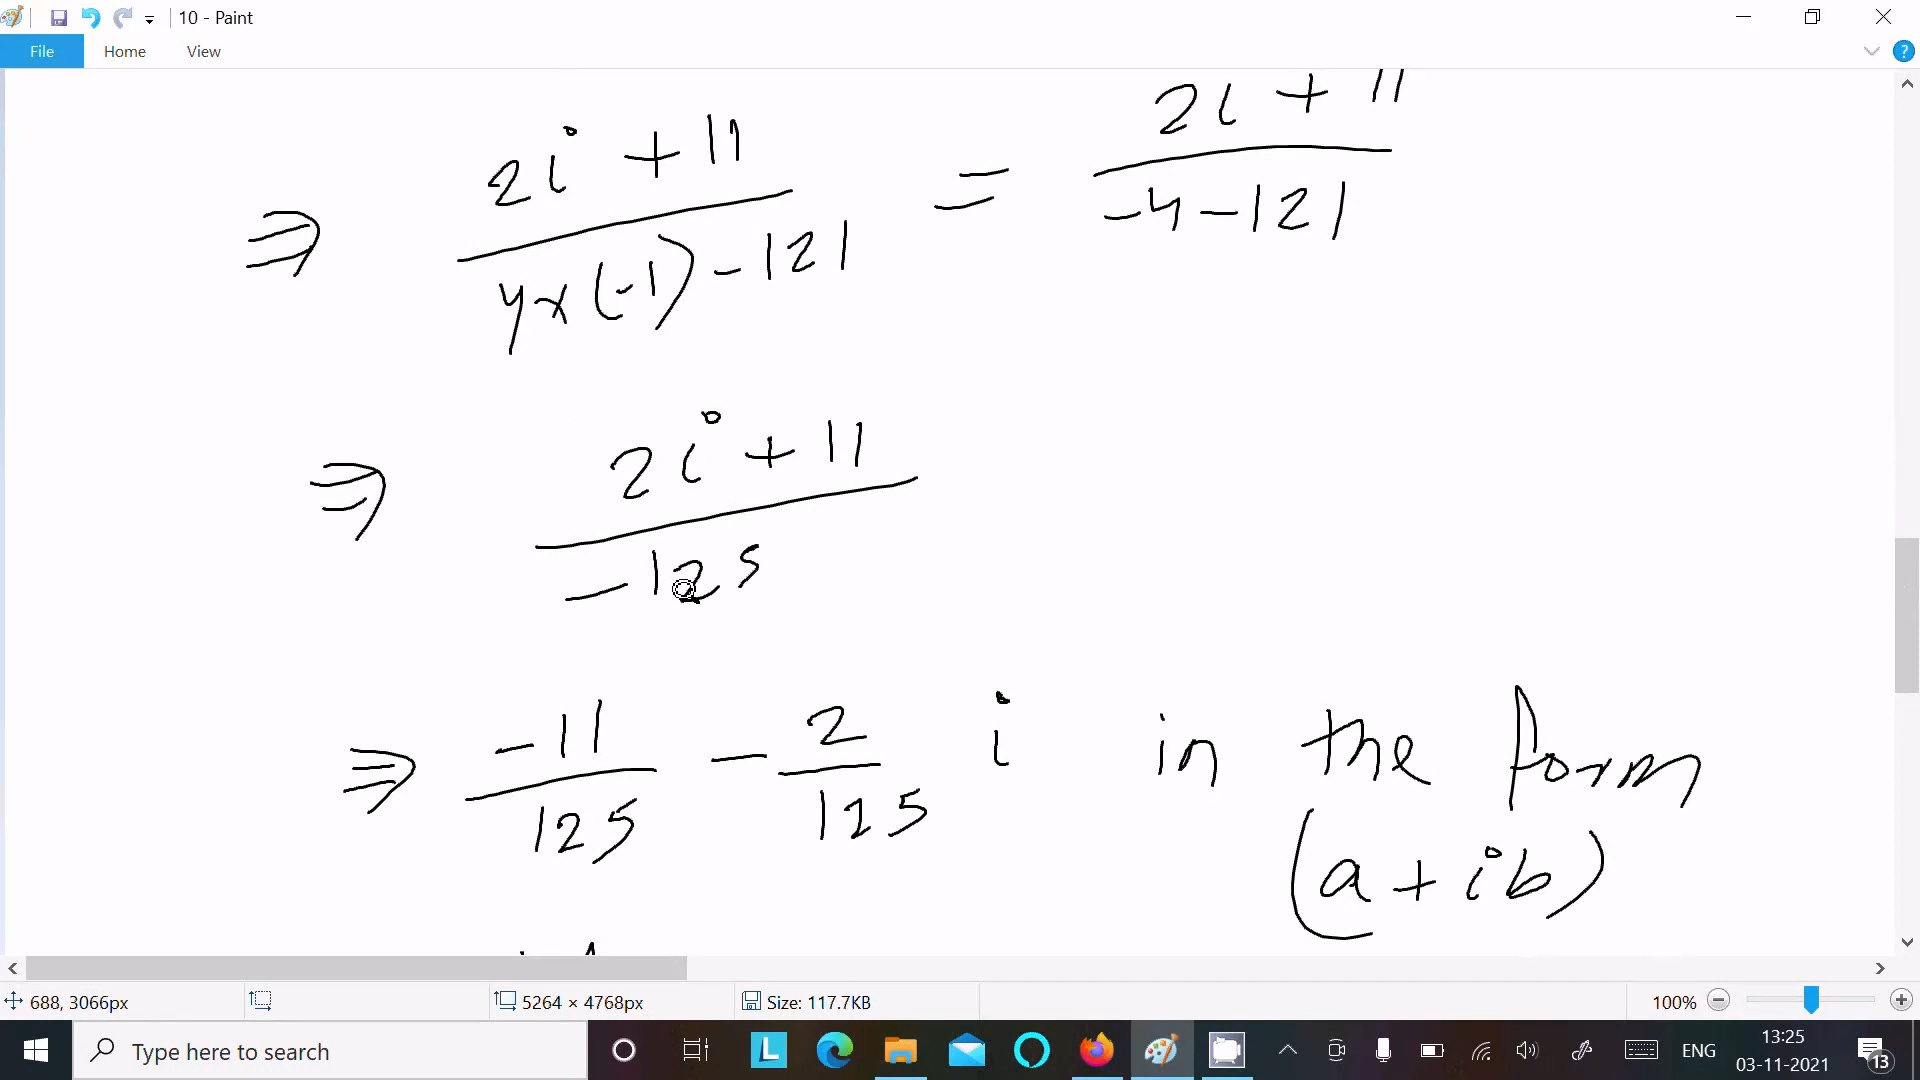 10 - Paint
File Home View
⇒ 2i + 11 / 4x(-1) - 121 = 2i + 11 / -4 - 121
⇒ 2i + 11 / -125
⇒ -11 / 125 - 2 / 125 i in the form
(a + ib)
688, 3066px 5264 × 4768px Size: 117.7KB 100%
Type here to search L ENG 13:25
03-11-2021 13